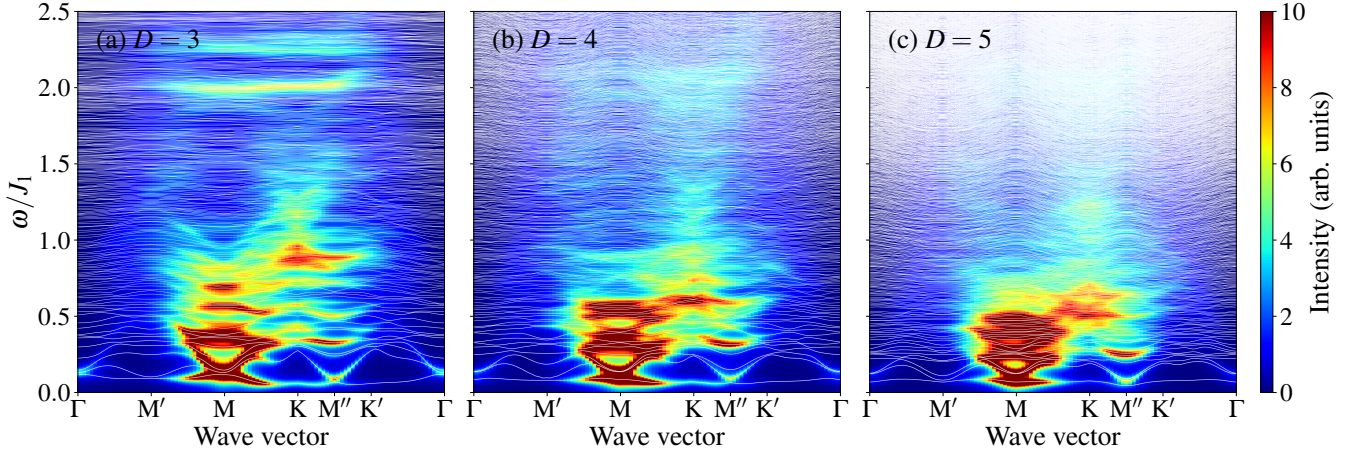 (a) D = 3
(b) D = 4
(c) D = 5
2.5
2.0
1.5
1.0
0.5
0.0
ω/J₁
Γ M′ M K M″ K′ Γ
Γ M′ M K M″ K′ Γ
Γ M′ M K M″ K′ Γ
Wave vector
Wave vector
Wave vector
10
8
6
4
2
0
Intensity (arb. units)